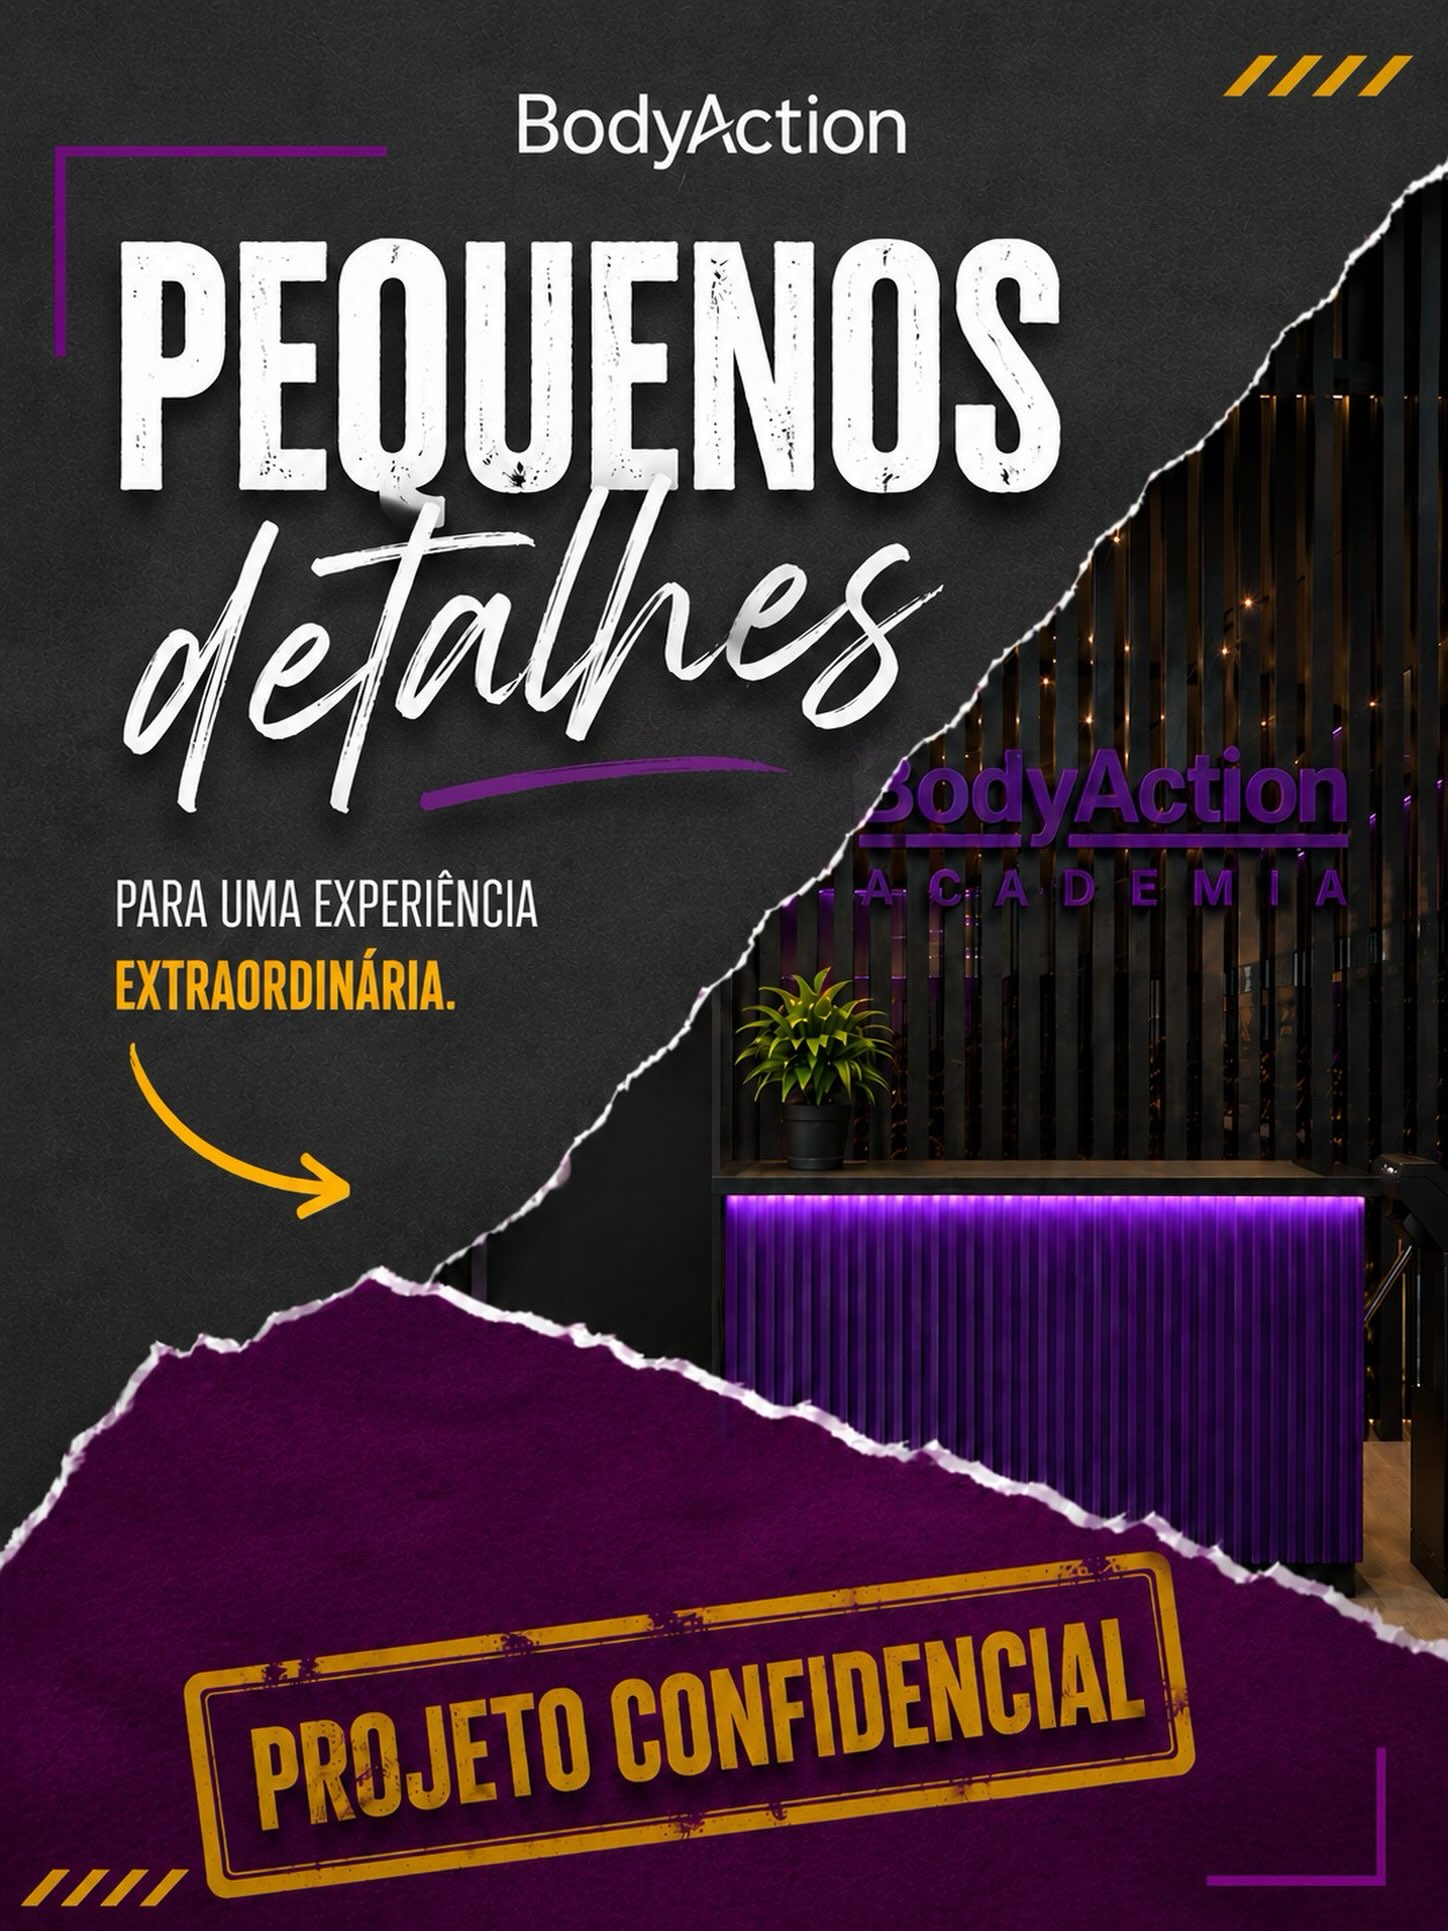 BodyAction
PEQUENOS
detalhes
PARA UMA EXPERIÊNCIA
EXTRAORDINÁRIA.
BodyAction
ACADEMIA
PROJETO CONFIDENCIAL